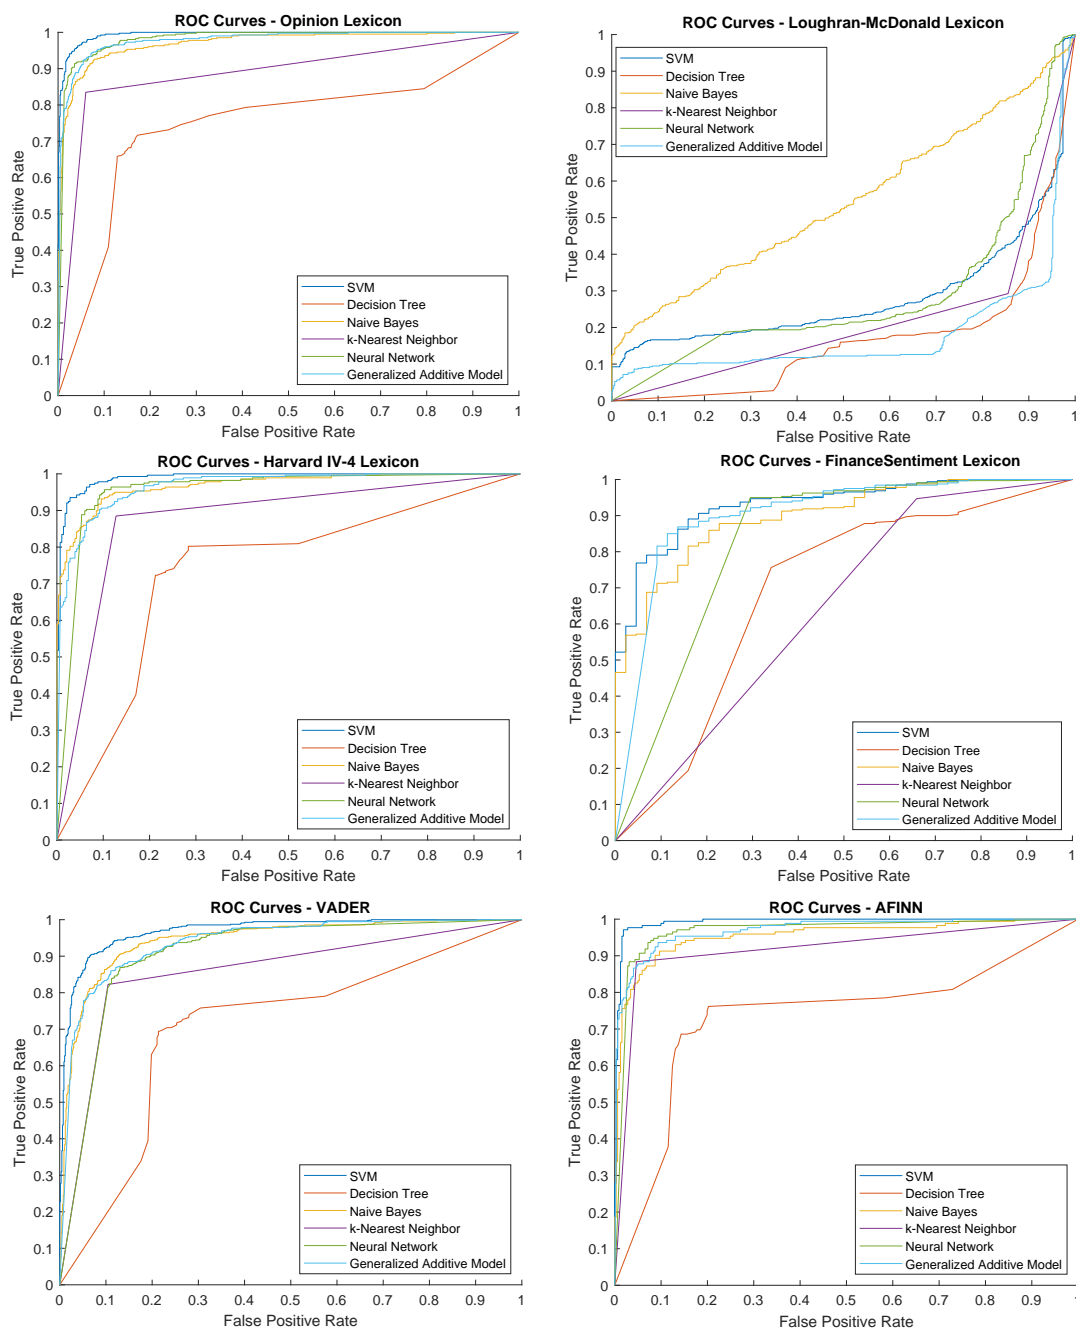 ROC Curves - Opinion Lexicon
1
0.9
0.8
0.7
0.6
0.5
0.4
0.3
0.2
0.1
0
True Positive Rate
SVM
Decision Tree
Naive Bayes
k-Nearest Neighbor
Neural Network
Generalized Additive Model
0 0.1 0.2 0.3 0.4 0.5 0.6 0.7 0.8 0.9 1
False Positive Rate
ROC Curves - Loughran-McDonald Lexicon
1
0.9
0.8
0.7
0.6
0.5
0.4
0.3
0.2
0.1
0
True Positive Rate
SVM
Decision Tree
Naive Bayes
k-Nearest Neighbor
Neural Network
Generalized Additive Model
0 0.1 0.2 0.3 0.4 0.5 0.6 0.7 0.8 0.9 1
False Positive Rate
ROC Curves - Harvard IV-4 Lexicon
1
0.9
0.8
0.7
0.6
0.5
0.4
0.3
0.2
0.1
0
True Positive Rate
SVM
Decision Tree
Naive Bayes
k-Nearest Neighbor
Neural Network
Generalized Additive Model
0 0.1 0.2 0.3 0.4 0.5 0.6 0.7 0.8 0.9 1
False Positive Rate
ROC Curves - FinanceSentiment Lexicon
1
0.9
0.8
0.7
0.6
0.5
0.4
0.3
0.2
0.1
0
True Positive Rate
SVM
Decision Tree
Naive Bayes
k-Nearest Neighbor
Neural Network
Generalized Additive Model
0 0.1 0.2 0.3 0.4 0.5 0.6 0.7 0.8 0.9 1
False Positive Rate
ROC Curves - VADER
1
0.9
0.8
0.7
0.6
0.5
0.4
0.3
0.2
0.1
0
True Positive Rate
SVM
Decision Tree
Naive Bayes
k-Nearest Neighbor
Neural Network
Generalized Additive Model
0 0.1 0.2 0.3 0.4 0.5 0.6 0.7 0.8 0.9 1
False Positive Rate
ROC Curves - AFINN
1
0.9
0.8
0.7
0.6
0.5
0.4
0.3
0.2
0.1
0
True Positive Rate
SVM
Decision Tree
Naive Bayes
k-Nearest Neighbor
Neural Network
Generalized Additive Model
0 0.1 0.2 0.3 0.4 0.5 0.6 0.7 0.8 0.9 1
False Positive Rate